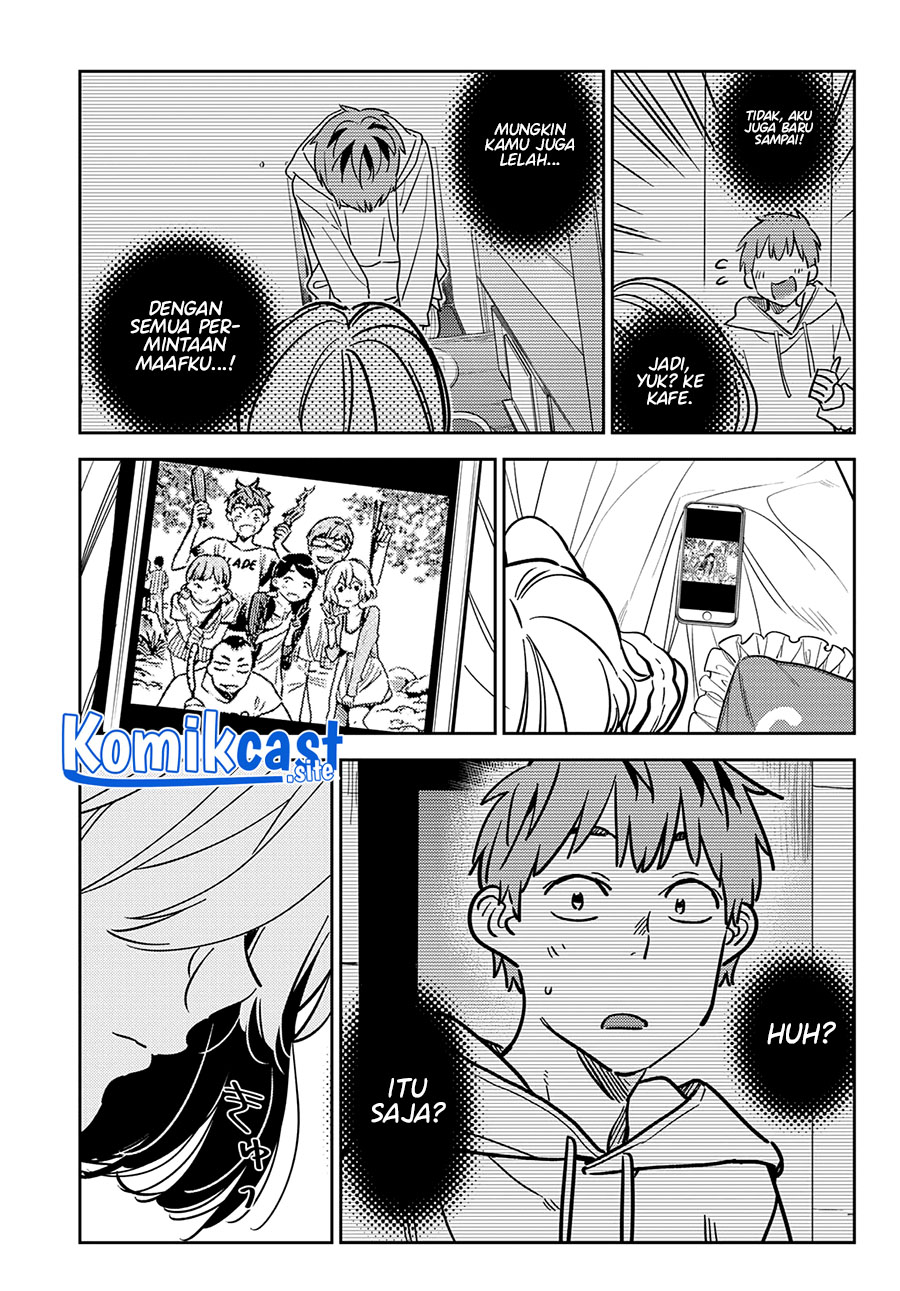 TIDAK, AKU
JUGA BARU
SAMPAI!
JADI,
YUK? KE
KAFE.
MUNGKIN
KAMU JUGA
LELAH...
DENGAN
SEMUA PER-
MINTAAN
MAAFKU...!
LADE
C
Komikcast
.site
HUH?
ITU
SAJA?
きゅっ